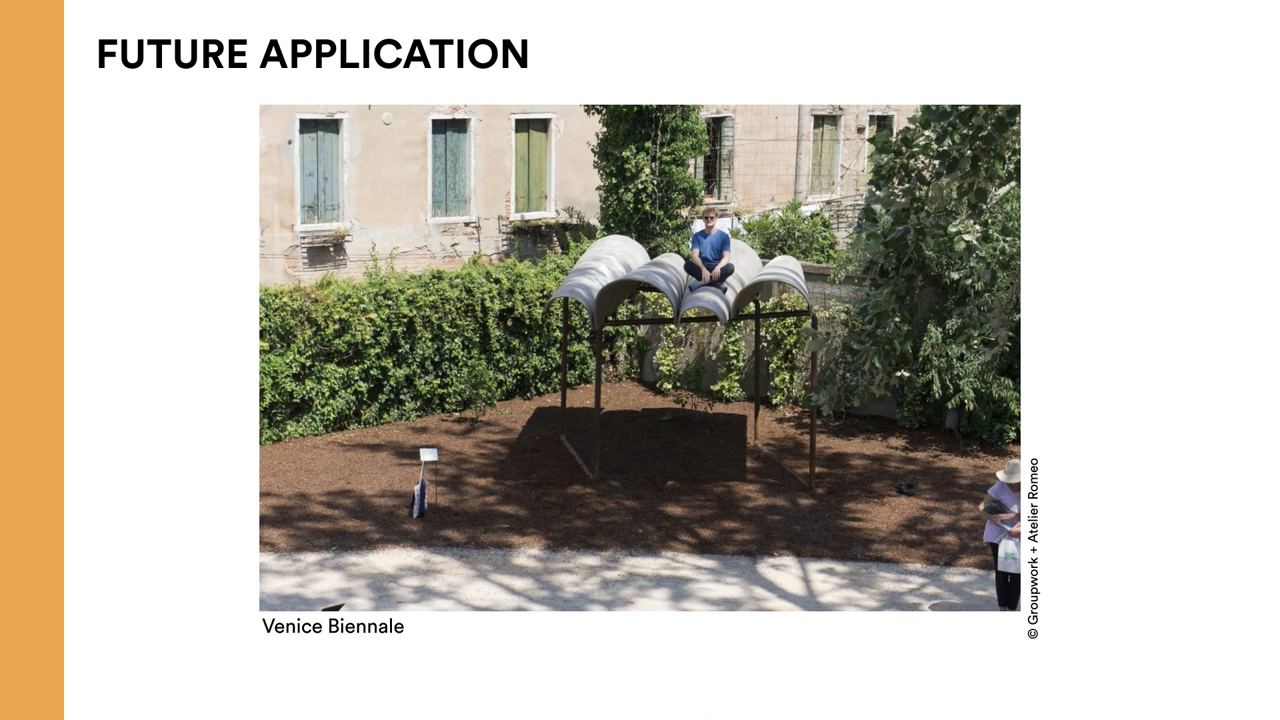 FUTURE APPLICATION
Venice Biennale
© Groupwork + Atelier Romeo